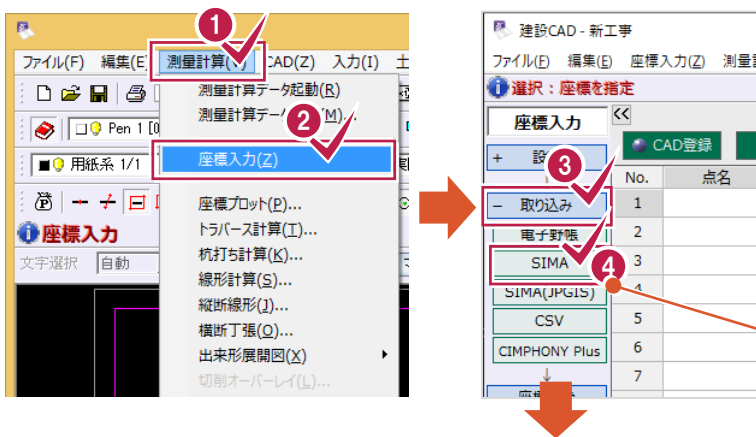 1
ファイル(F) 編集(E) 測量計算( CAD(Z) 入力(I) 土
測量計算データ起動(R)
測量計算デー M)...
2
Pen 1 [0
用紙系 1/1
座標入力(Z)
座標プロット(P)...
トラバース計算(T)...
座標入力
杭打ち計算(K)...
文字選択 自動
線形計算(S)...
縦断線形(J)...
横断丁張(O)...
出来形展開図(X)
切削オーバーレイ(L)...
建設CAD - 新工事
ファイル(F) 編集(E) 座標入力(Z) 測量
選択：座標を指定
座標入力 <<
CAD登録
+ 設
3
No. 点名
- 取り込み 1
電子野帳 2
SIMA 3
4
SIMA(JPGIS) 4
CSV 5
CIMPHONY Plus 6
↓ 7